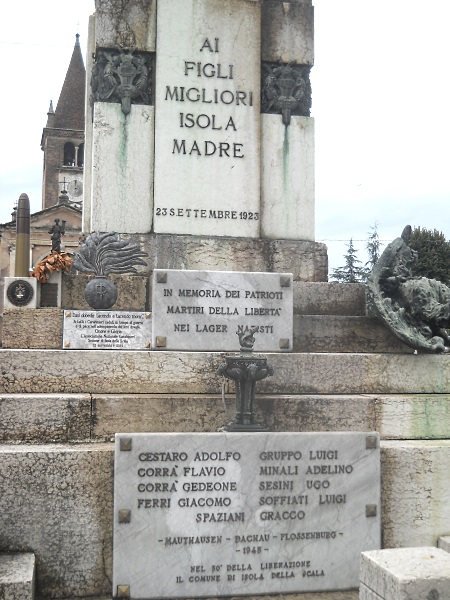 AI
FIGLI
MIGLIORI
ISOLA
MADRE
23 SETTEMBRE 1923
IN MEMORIA DEI PATRIOTI
MARTIRI DELLA LIBERTÀ
NEI LAGER NAZISTI
CESTARO ADOLFO GRUPPO LUIGI
CORRÀ FLAVIO MINALI ADELINO
CORRÀ GEDEONE SESINI UGO
FERRI GIACOMO SOFFIATI LUIGI
SPAZIANI GRACCO
-MAUTHAUSEN - DACHAU - FLOSSENBURG-
-1945-
NEL 50° DELLA LIBERAZIONE
IL COMUNE DI ISOLA DELLA SCALA